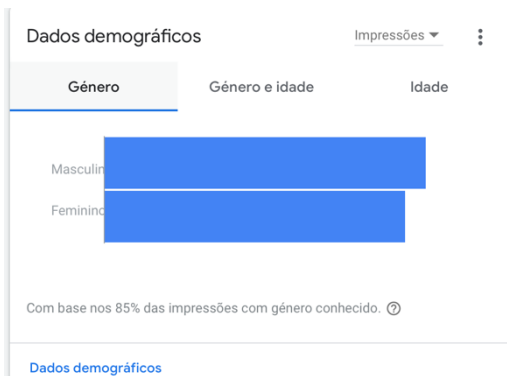 Dados demográficos
Impressões
Género
Género e idade
Idade
Masculin
Feminino
Com base nos 85% das impressões com género conhecido.
Dados demográficos